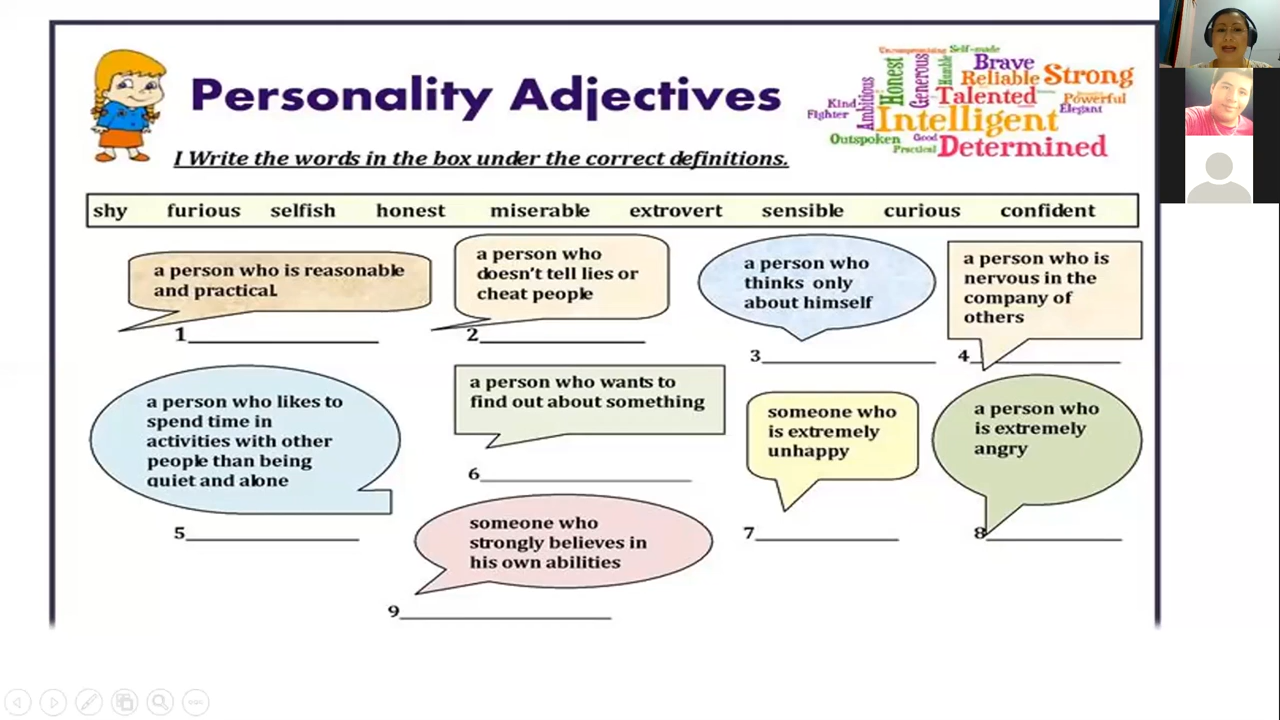 Personality Adjectives
I Write the words in the box under the correct definitions.
Uncompromising
Self-made
Brave
Honest
Generous
Humble
Reliable
Strong
Ambitious
Talented
Powerful
Kind
Fighter
Elegant
Intelligent
Outspoken
Good
Practical
Determined
shy furious selfish honest miserable extrovert sensible curious confident
a person who is reasonable
and practical.
1
a person who
doesn't tell lies or
cheat people
2
a person who
thinks only
about himself
3
a person who is
nervous in the
company of
others
4
a person who likes to
spend time in
activities with other
people than being
quiet and alone
5
a person who wants to
find out about something
6
someone who
is extremely
unhappy
7
a person who
is extremely
angry
8
someone who
strongly believes in
his own abilities
9